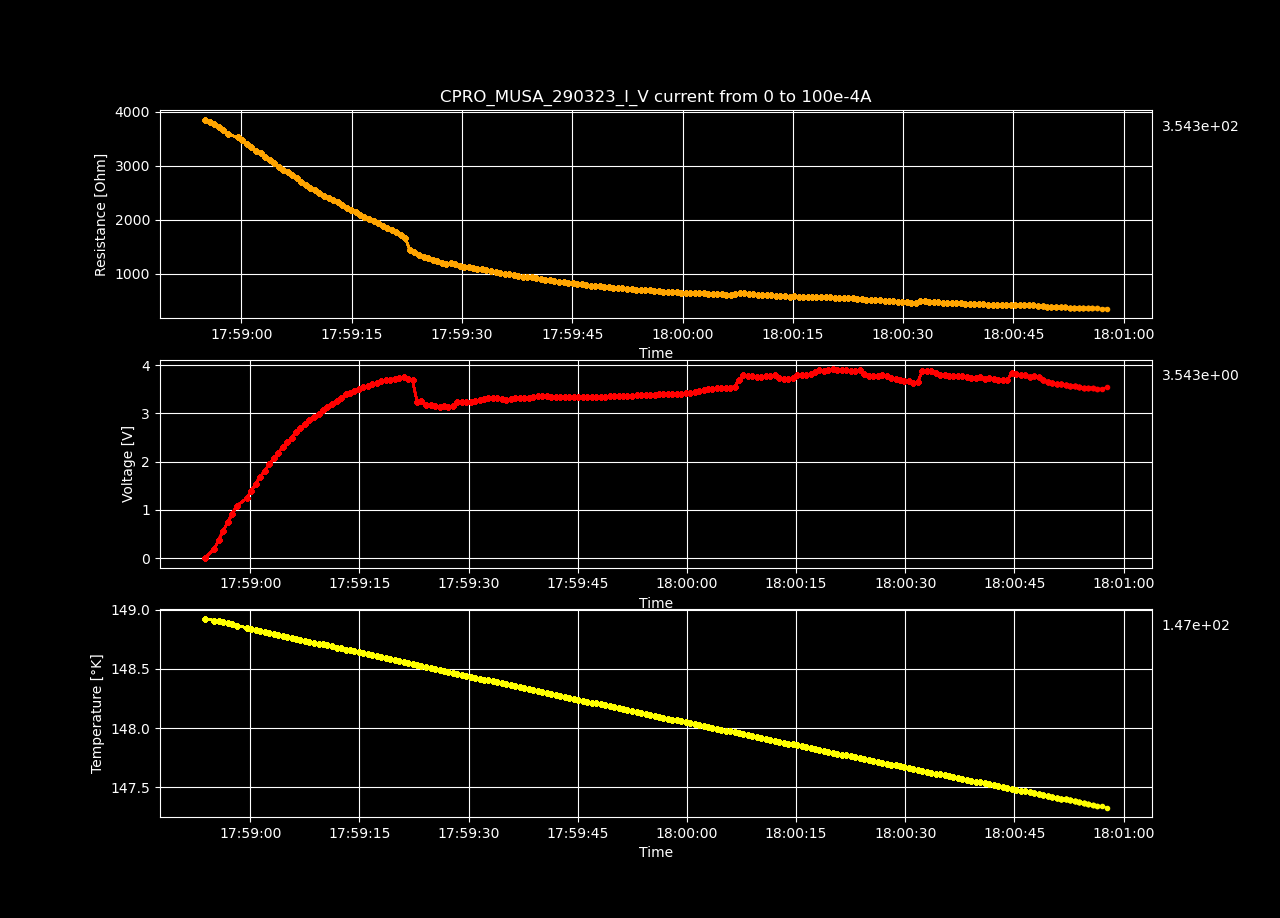 CPRO_MUSA_290323_I_V current from 0 to 100e-4A
4000
3000
2000
1000
Resistance [Ohm]
3.543e+02
17:59:00 17:59:15 17:59:30 17:59:45 18:00:00 18:00:15 18:00:30 18:00:45 18:01:00
Time
4
3
2
1
0
Voltage [V]
3.543e+00
17:59:00 17:59:15 17:59:30 17:59:45 18:00:00 18:00:15 18:00:30 18:00:45 18:01:00
Time
149.0
148.5
148.0
147.5
Temperature [°K]
1.47e+02
17:59:00 17:59:15 17:59:30 17:59:45 18:00:00 18:00:15 18:00:30 18:00:45 18:01:00
Time